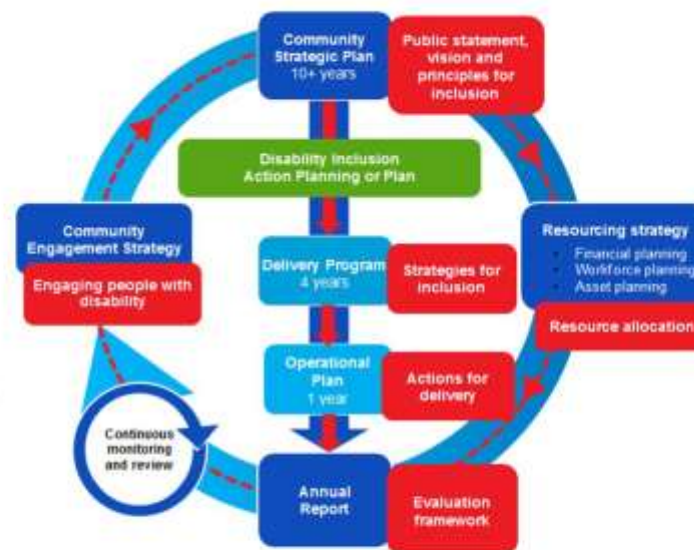 Community
Strategic Plan
10+ years
Public statement,
vision and
principles for
inclusion
Disability Inclusion
Action Planning or Plan
Community
Engagement Strategy
Engaging people with
disability
Resourcing strategy
• Financial planning
• Workforce planning
• Asset planning
Resource allocation
Delivery Program
4 years
Strategies for
inclusion
Operational
Plan
1 year
Actions for
delivery
Continuous
monitoring
and review
Annual
Report
Evaluation
framework